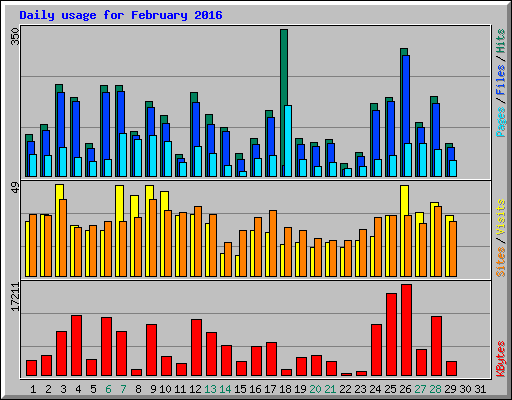 Daily usage for February 2016
350
Pages / Files / Hits
49
Sites / Visits
17211
KBytes
1 2 3 4 5 6 7 8 9 10 11 12 13 14 15 16 17 18 19 20 21 22 23 24 25 26 27 28 29 30 31